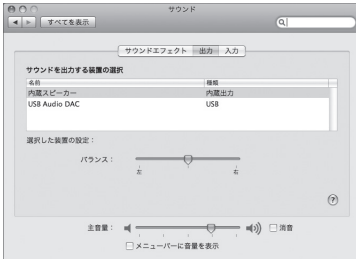 サウンド
すべてを表示
サウンドエフェクト 出力 入力
サウンドを出力する装置の選択
名前 種類
内蔵スピーカー 内蔵出力
USB Audio DAC USB
選択した装置の設定：
バランス：
左 右
?
主音量： 消音
メニューバーに音量を表示